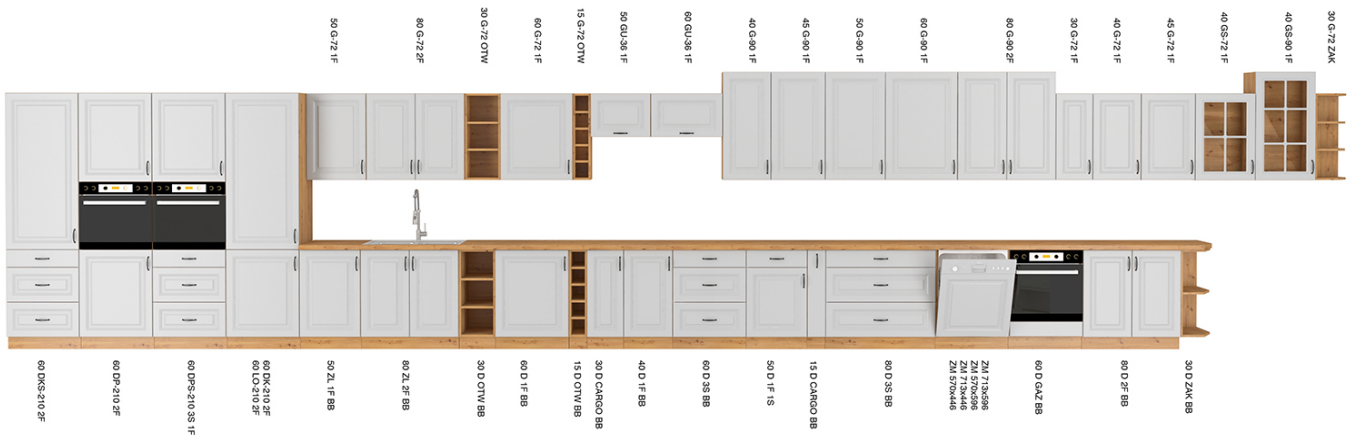 50 G-72 1F
80 G-72 2F
30 G-72 OTW
60 G-72 1F
15 G-72 OTW
50 GU-36 1F
60 GU-36 1F
40 G-90 1F
45 G-90 1F
50 G-90 1F
60 G-90 1F
80 G-90 2F
30 G-72 1F
40 G-72 1F
45 G-72 1F
40 GS-72 1F
40 GS-90 1F
30 G-72 ZAK
60 DKS-210 2F
60 DP-210 2F
60 DPS-210 3S 1F
60 DK-210 2F
60 LO-210 2F
50 ZL 1F BB
80 ZL 2F BB
30 D OTW BB
60 D 1F BB
15 D OTW BB
30 D CARGO BB
40 D 1F BB
60 D 3S BB
50 D 1F 1S
15 D CARGO BB
80 D 3S BB
ZM 713x596
ZM 570x596
ZM 713x446
ZM 570x446
60 D GAZ BB
80 D 2F BB
30 D ZAK BB